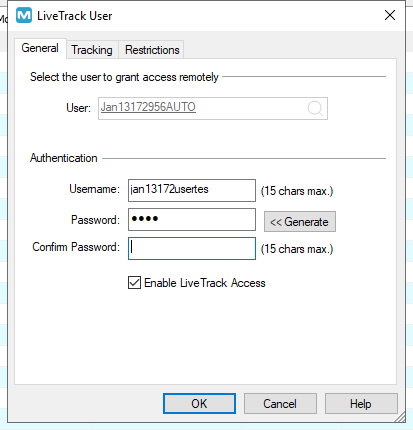 LiveTrack User
General Tracking Restrictions
Select the user to grant access remotely
User: Jan13172956AUTO
Authentication
Username: jan13172usertes (15 chars max.)
Password: •••• << Generate
Confirm Password: (15 chars max.)
Enable LiveTrack Access
OK Cancel Help